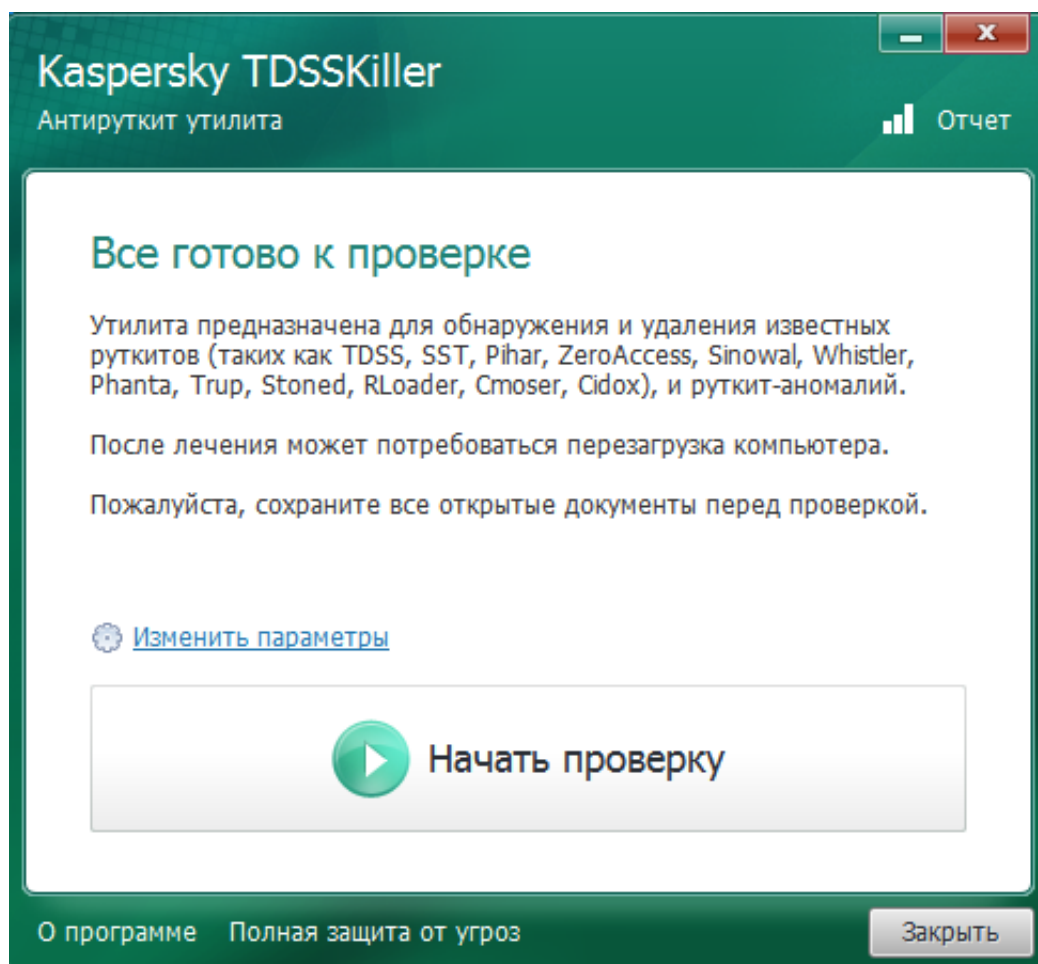 Kaspersky TDSSKiller
Антируткит утилита
Отчет
Все готово к проверке
Утилита предназначена для обнаружения и удаления известных
руткитов (таких как TDSS, SST, Pihar, ZeroAccess, Sinowal, Whistler,
Phanta, Trup, Stoned, RLoader, Cmoser, Cidox), и руткит-аномалий.
После лечения может потребоваться перезагрузка компьютера.
Пожалуйста, сохраните все открытые документы перед проверкой.
Изменить параметры
Начать проверку
О программе
Полная защита от угроз
Закрыть